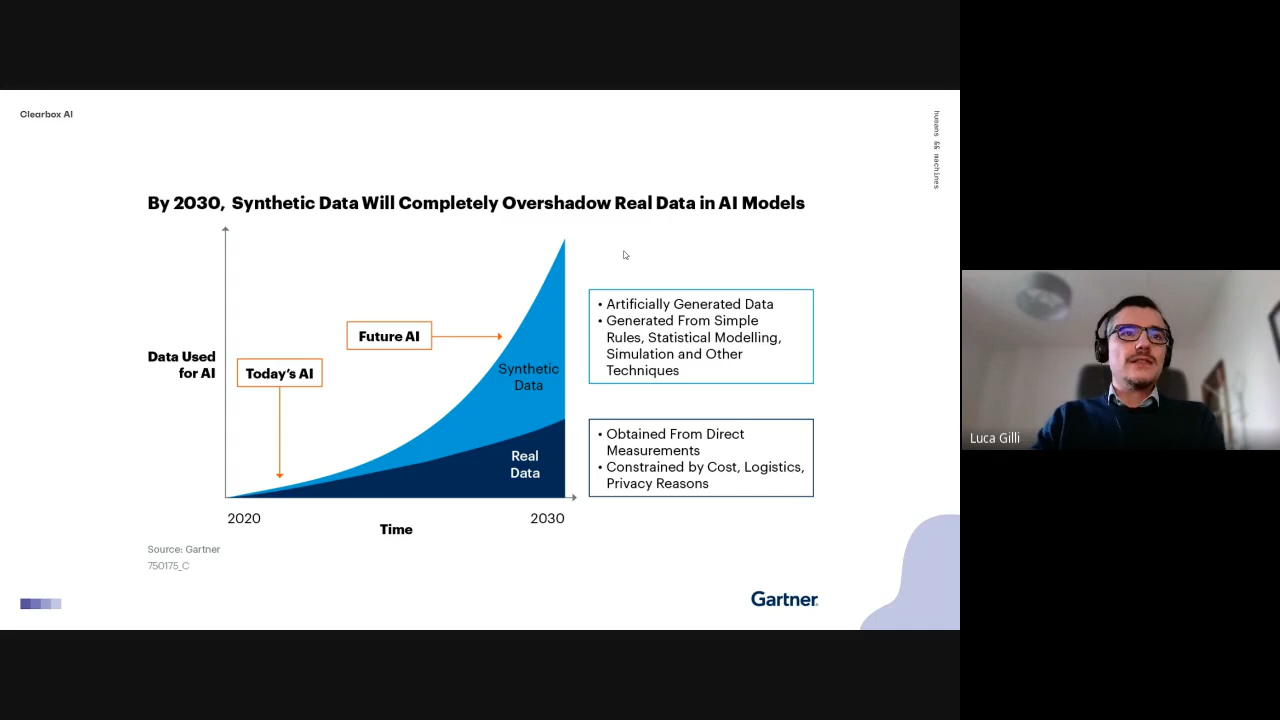 Clearbox AI
humans && machines
By 2030, Synthetic Data Will Completely Overshadow Real Data in AI Models
Data Used
for AI
Today's AI
Future AI
Synthetic
Data
Real
Data
• Artificially Generated Data
• Generated From Simple
Rules, Statistical Modelling,
Simulation and Other
Techniques
• Obtained From Direct
Measurements
• Constrained by Cost, Logistics,
Privacy Reasons
2020
2030
Time
Source: Gartner
750175_C
Gartner
Luca Gilli